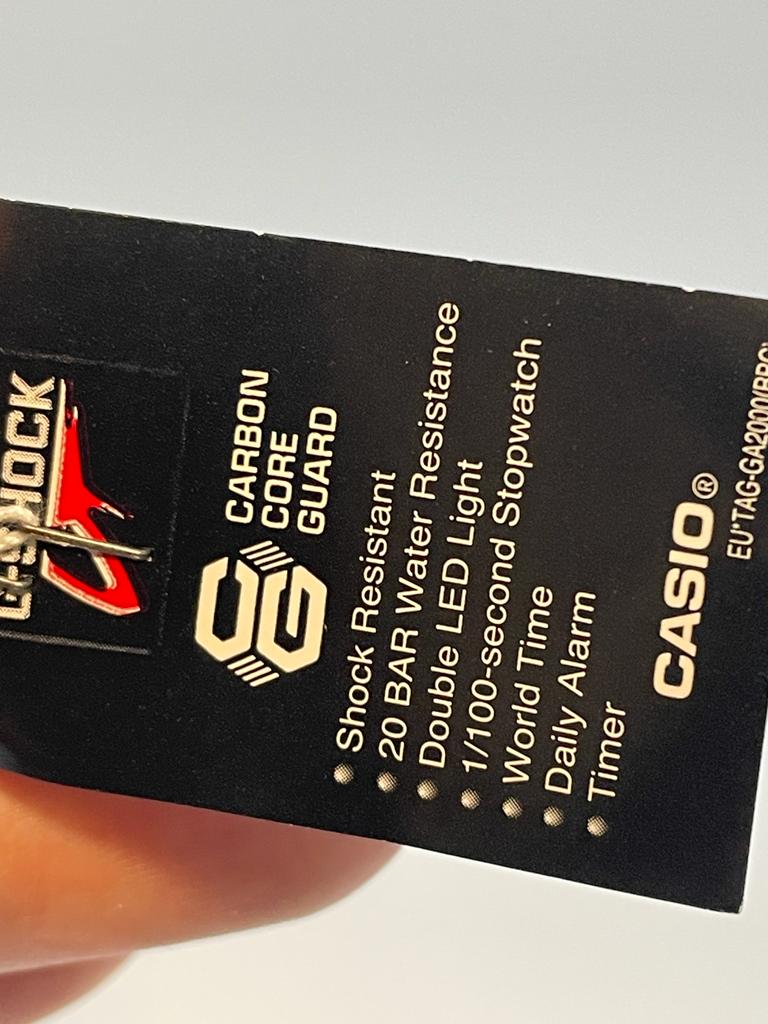 G-SHOCK
CARBON
CORE
GUARD
• Shock Resistant
• 20 BAR Water Resistance
• Double LED Light
• 1/100-second Stopwatch
• World Time
• Daily Alarm
• Timer
CASIO®